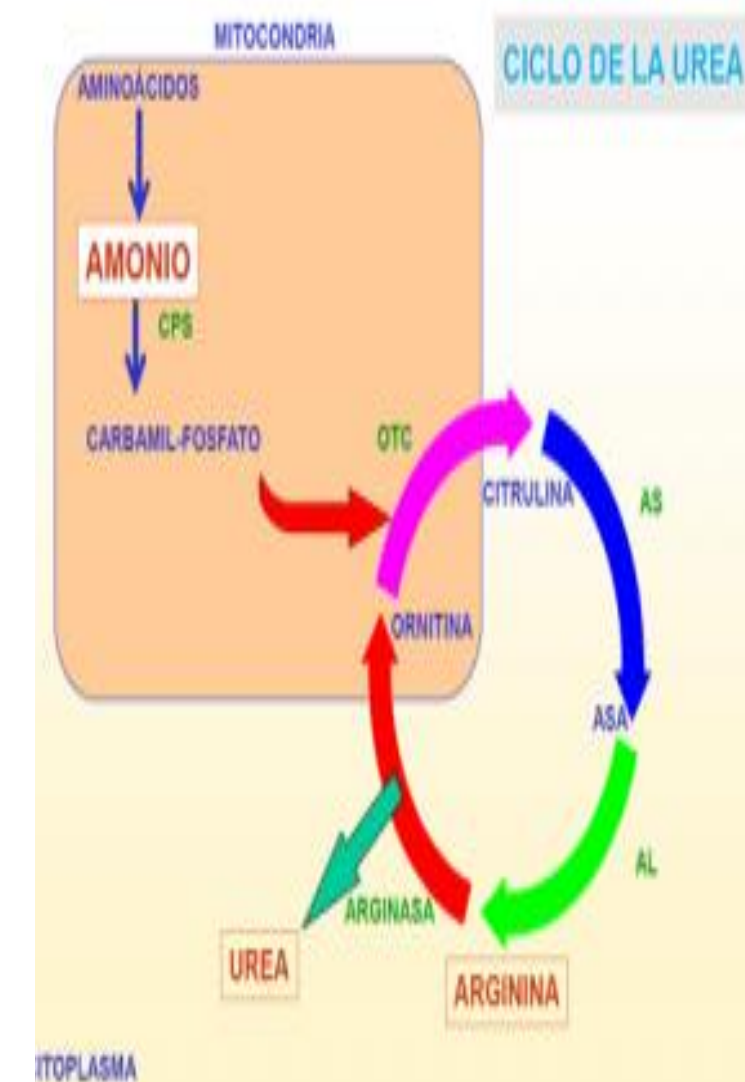 MITOCONDRIA
CICLO DE LA UREA
AMINOÁCIDOS
AMONIO
CPS
CARBAMIL-FOSFATO
OTC
CITRULINA
AS
ORNITINA
ASA
AL
ARGINASA
UREA
ARGININA
ITOPLASMA